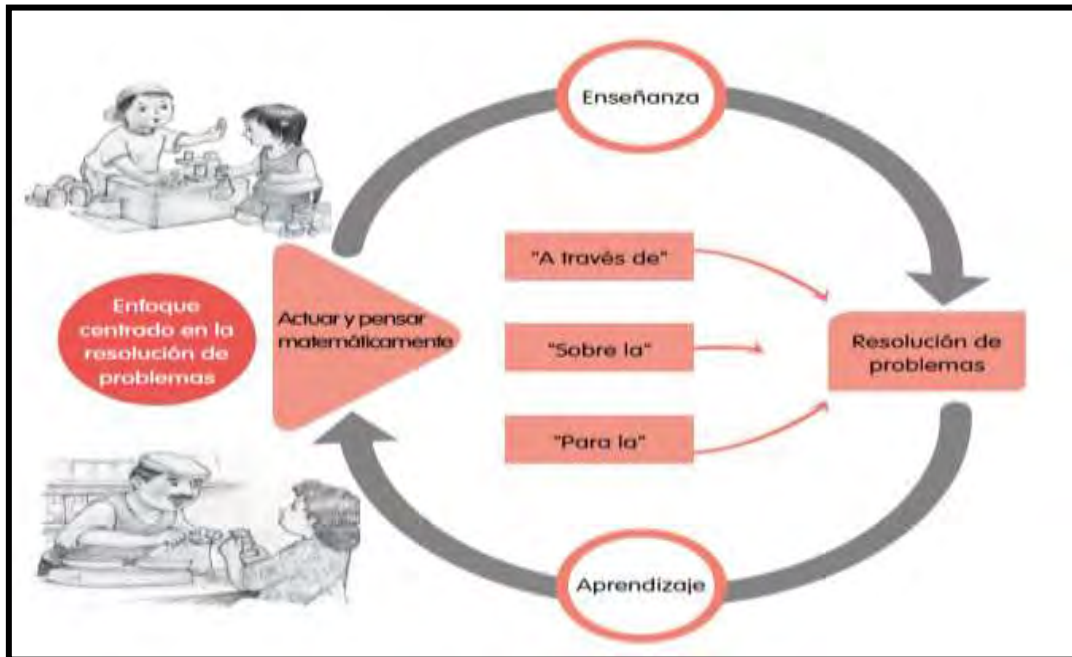 Enseñanza
"A través de"
Enfoque
centrado en la
resolución de
problemas
Actuar y pensar
matemáticamente
"Sobre la"
Resolución de
problemas
"Para la"
Aprendizaje